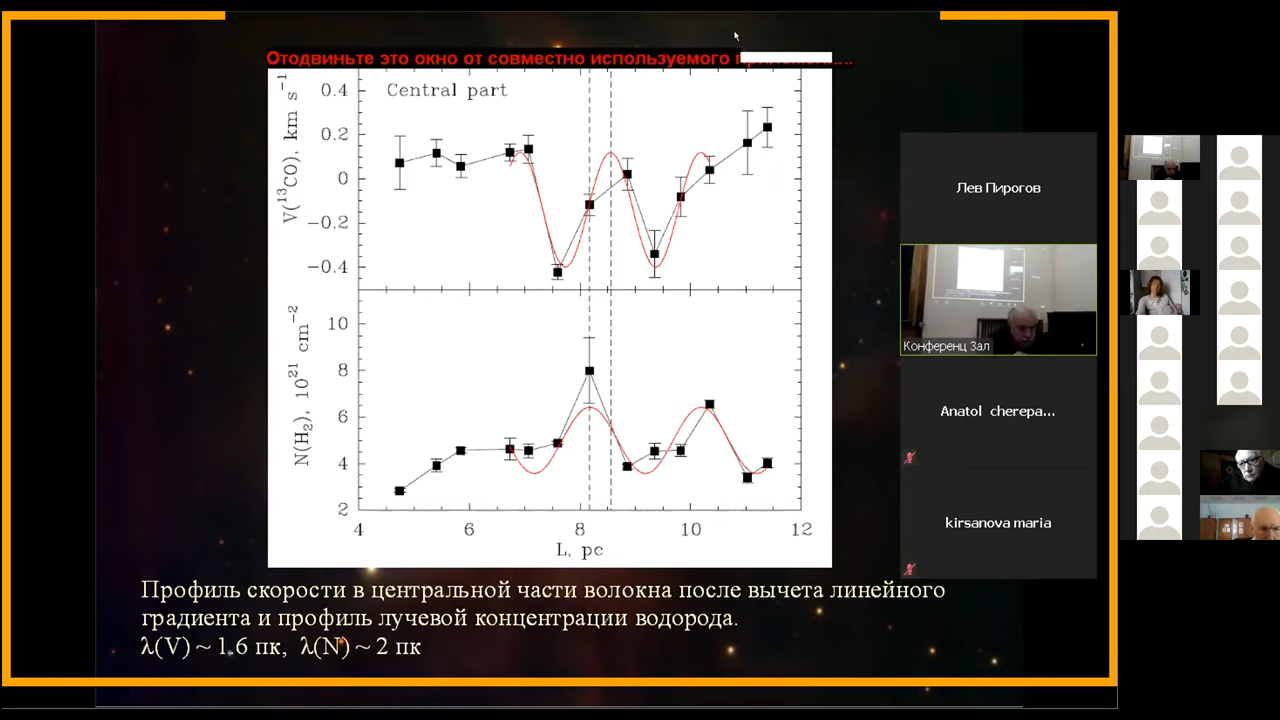 Отодвиньте это окно от совместно используемого
Central part
V(¹³CO), km s⁻¹
0.4
0.2
0
−0.2
−0.4
N(H₂), 10²¹ cm⁻²
10
8
6
4
2
4 6 8 10 12
L, pc
Профиль скорости в центральной части волокна после вычета линейного
градиента и профиль лучевой концентрации водорода.
λ(V) ~ 1.6 пк, λ(N) ~ 2 пк
Лев Пирогов
Конференц Зал
Anatol cherepa...
kirsanova maria